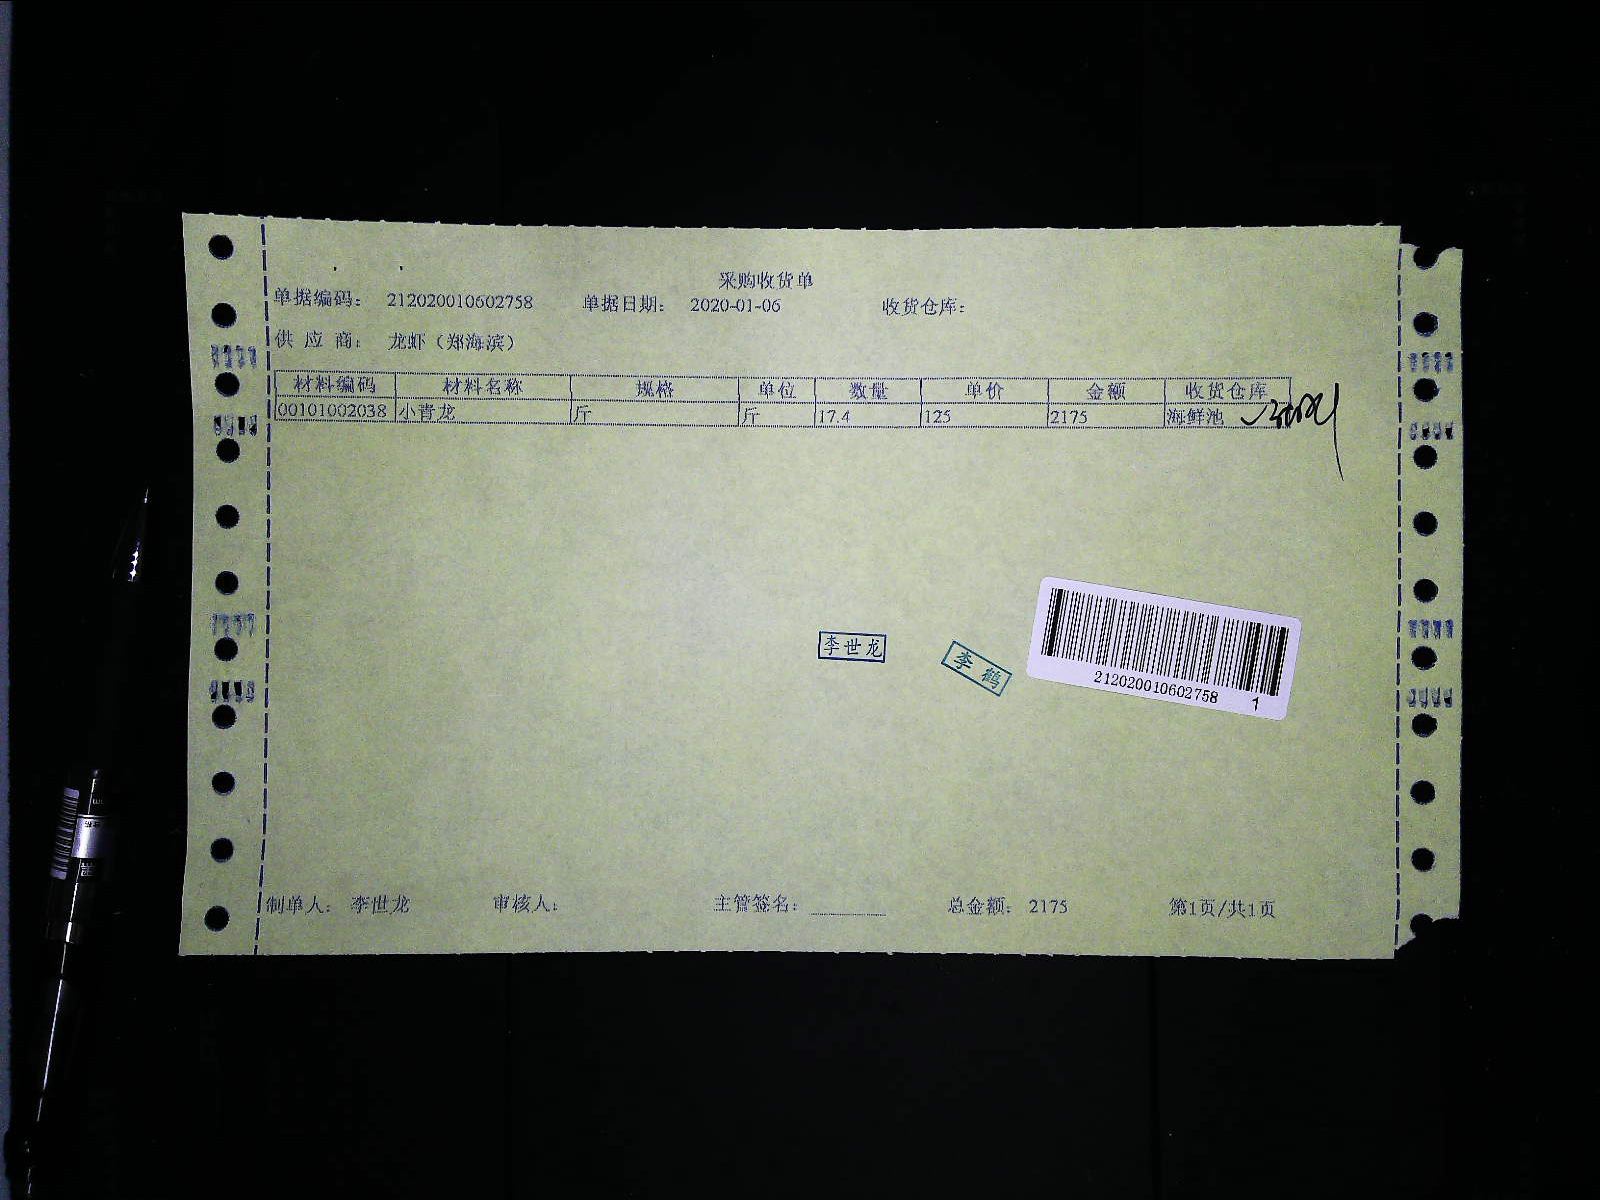 采购收货单
单据编码： 212020010602758 单据日期： 2020-01-06 收货仓库：
供 应 商： 龙虾（郑海滨）
材料编码 材料名称 规格 单位 数量 单价 金额 收货仓库
00101002038 小青龙 斤 斤 17.4 125 2175 海鲜池
李世龙
李鹤
212020010602758 1
制单人： 李世龙 审核人： 主管签名： 总金额： 2175 第1页/共1页